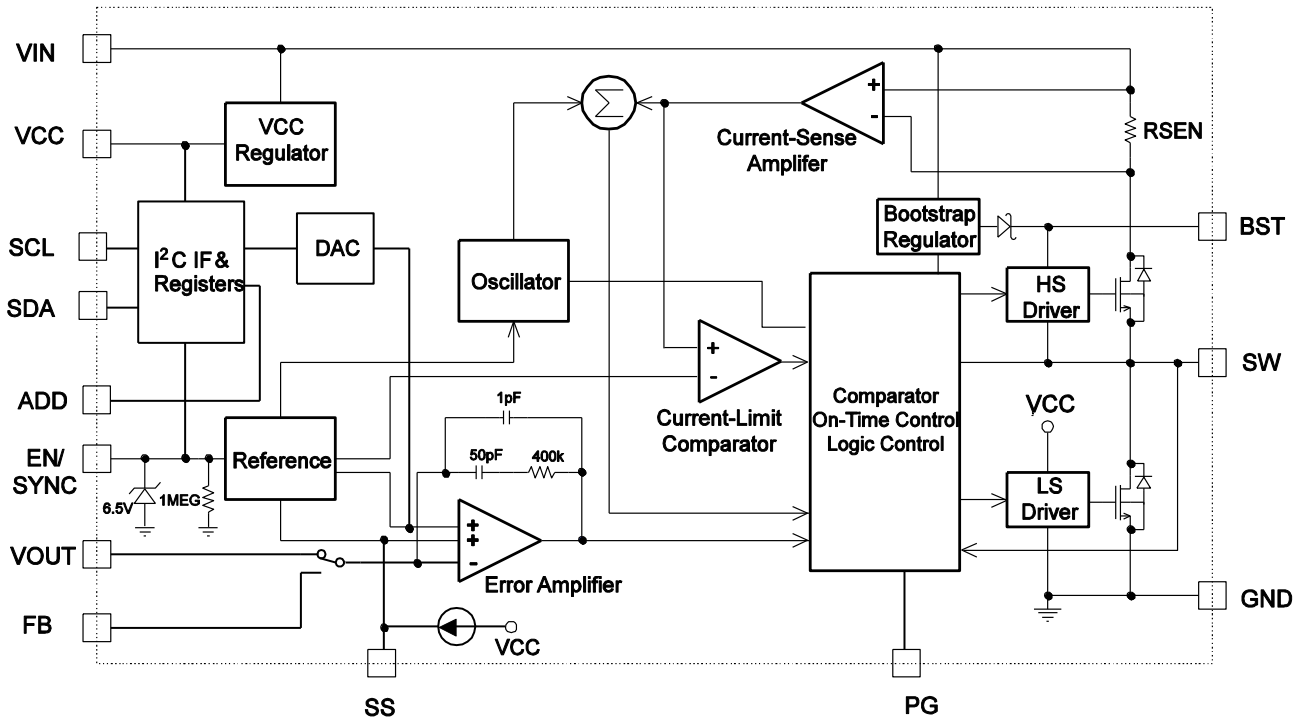 VIN
VCC
VCC
Regulator
Σ
+
-
Current-Sense
Amplifer
RSEN
SCL
I2C IF &
Registers
DAC
Oscillator
Bootstrap
Regulator
BST
SDA
HS
Driver
ADD
+
-
Current-Limit
Comparator
Comparator
On-Time Control
Logic Control
SW
VCC
1pF
50pF
400k
EN/
SYNC
6.5V
1MEG
Reference
LS
Driver
VOUT
+
+
-
Error Amplifier
FB
VCC
GND
SS
PG